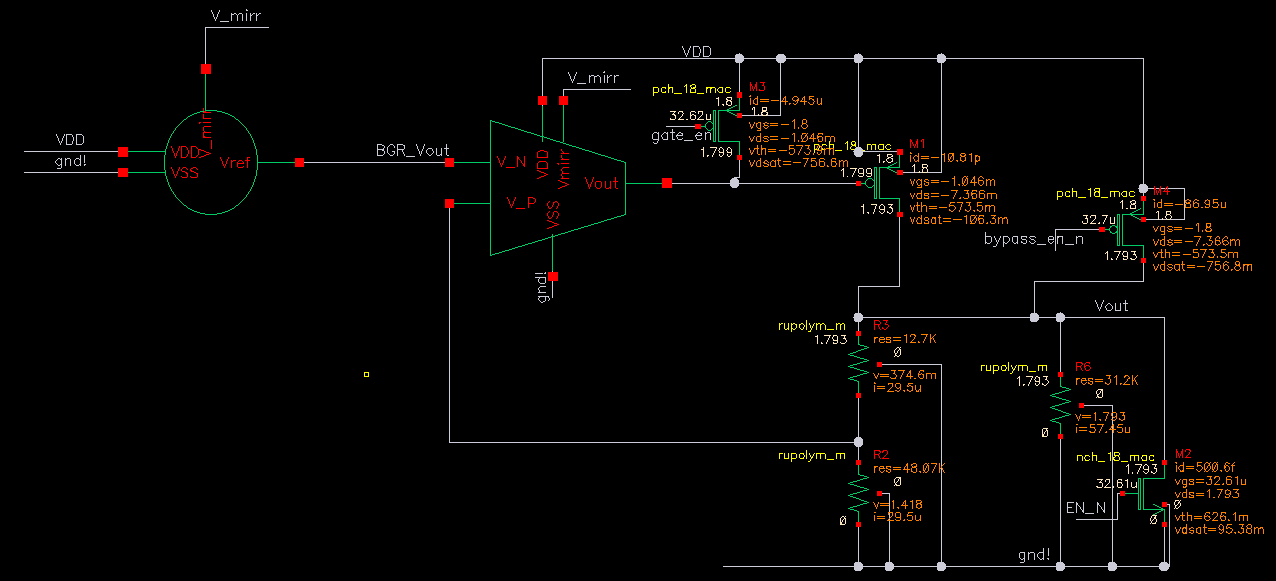 V_mirr
VDD
gnd!
VDD
VSS
V_mirr
Vref
BGR_Vout
V_N
V_P
VDD
Vmirr
VSS
Vout
gnd!
V_mirr
VDD
pch_18_mac
M3
1.8
id=-4.945u
1.8
32.62u
gate_en
vgs=-1.8
vds=-1.046m
vth=-573.5m
vdsat=-756.6m
1.799
pch_18_mac
M1
1.8
id=-10.81p
1.8
1.799
vgs=-1.046m
vds=-7.366m
vth=-573.5m
vdsat=-106.3m
1.793
pch_18_mac
M4
1.8
id=-86.95u
1.8
32.7u
bypass_en_n
vgs=-1.8
vds=-7.366m
vth=-573.5m
vdsat=-756.8m
1.793
Vout
rupolym_m
R3
1.793
res=12.7K
0
v=374.6m
i=29.5u
rupolym_m
R2
res=48.07K
0
v=1.418
i=29.5u
0
rupolym_m
R6
1.793
res=31.2K
0
v=1.793
i=57.45u
0
nch_18_mac
M2
1.793
id=500.6f
32.61u
vgs=32.61u
vds=1.793
EN_N
0
0
vth=626.1m
vdsat=95.38m
gnd!